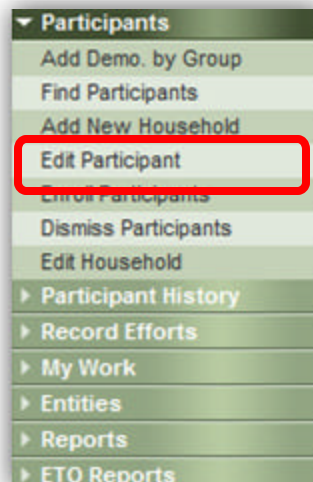 Participants
Add Demo. by Group
Find Participants
Add New Household
Edit Participant
Enroll Participants
Dismiss Participants
Edit Household
Participant History
Record Efforts
My Work
Entities
Reports
ETO Reports